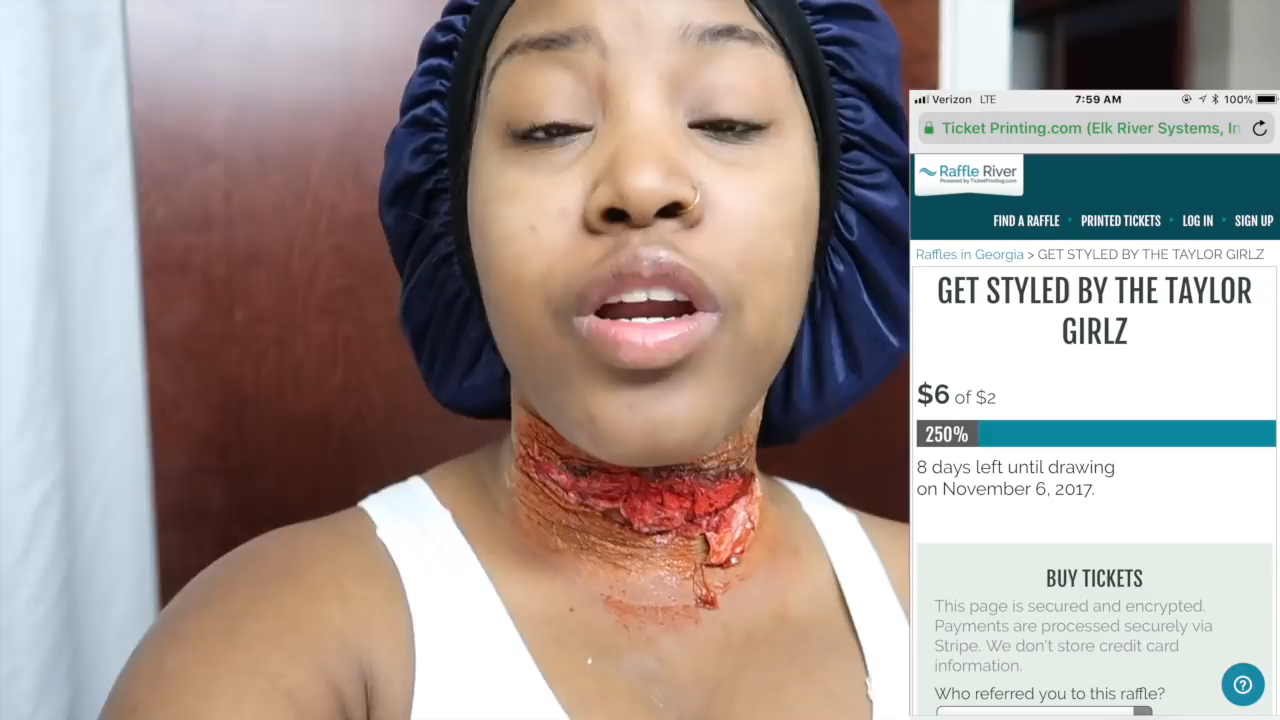 Verizon LTE 7:59 AM 100%
Ticket Printing.com (Elk River Systems, In
Raffle River
Powered by TicketPrinting.com
FIND A RAFFLE • PRINTED TICKETS • LOG IN • SIGN UP
Raffles in Georgia > GET STYLED BY THE TAYLOR GIRLZ
GET STYLED BY THE TAYLOR
GIRLZ
$6 of $2
250%
8 days left until drawing
on November 6, 2017.
BUY TICKETS
This page is secured and encrypted.
Payments are processed securely via
Stripe. We don't store credit card
information.
Who referred you to this raffle?